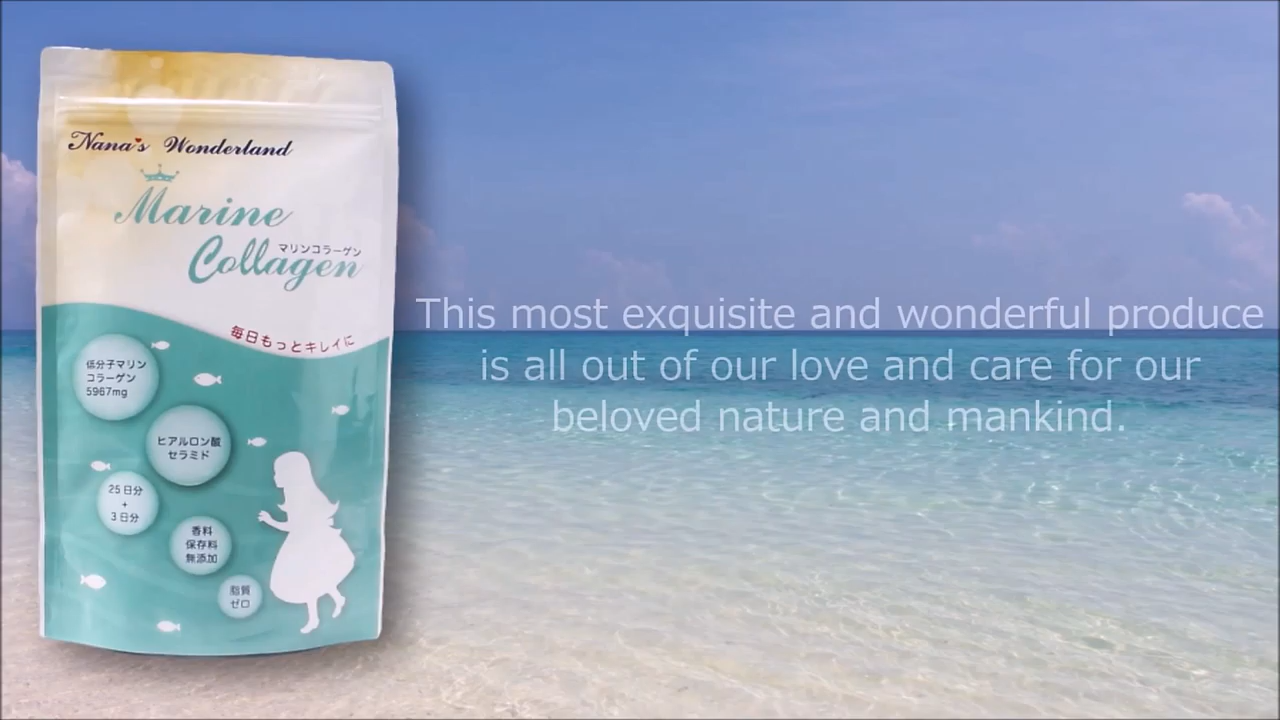 Nana's Wonderland
Marine
マリンコラーゲン
Collagen
毎日もっとキレイに
低分子マリン
コラーゲン
5967mg
ヒアルロン酸
セラミド
25日分
+
3日分
香料
保存料
無添加
脂質
ゼロ
This most exquisite and wonderful produce
is all out of our love and care for our
beloved nature and mankind.